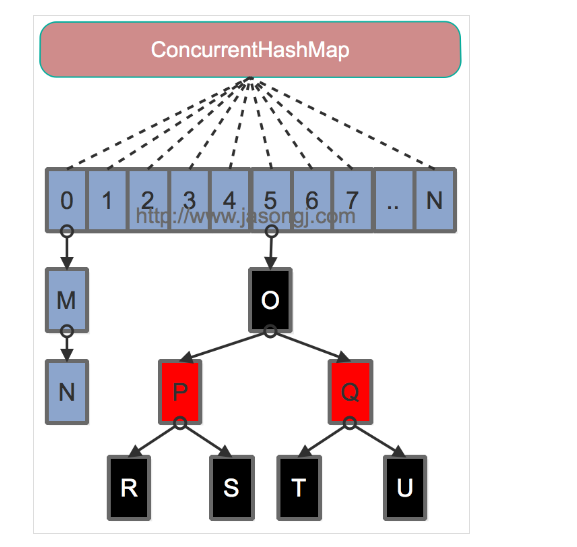 ConcurrentHashMap
0 1 2 3 4 5 6 7 .. N
http://www.jasongj.com
M O
N P Q
R S T U